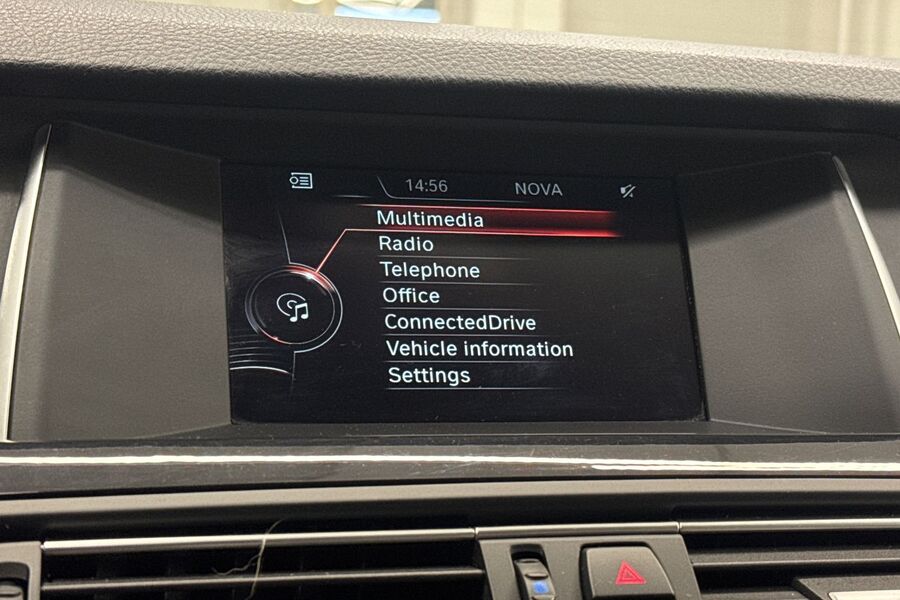 14:56 NOVA
Multimedia
Radio
Telephone
Office
ConnectedDrive
Vehicle information
Settings